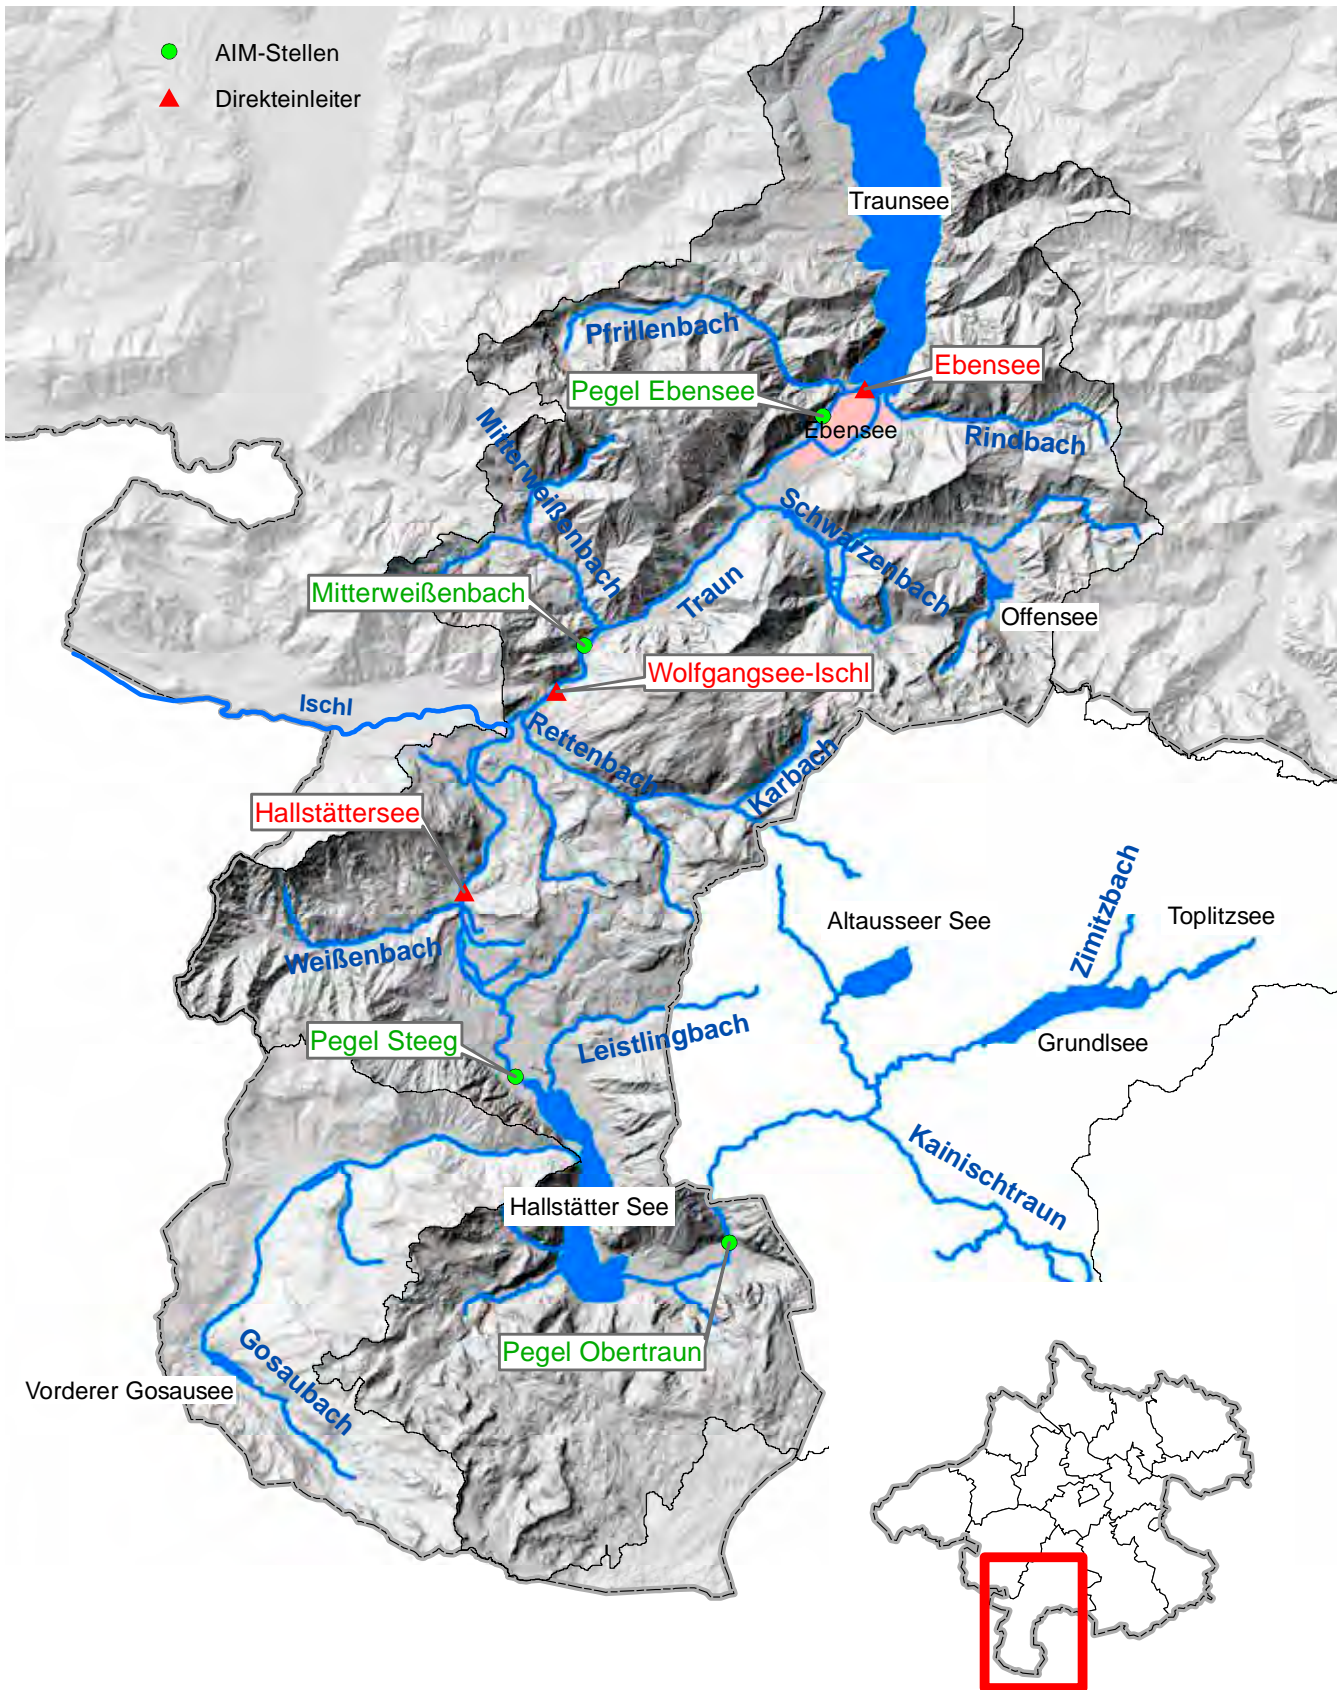 AIM-Stellen
Direkteinleiter
Traunsee
Pfrillenbach
Ebensee
Pegel Ebensee
Ebensee
Rindbach
Mitterweißenbach
Schwarzenbach
Mitterweißenbach
Traun
Offensee
Wolfgangsee-Ischl
Ischl
Rettenbach
Karbach
Hallstättersee
Zimitzbach
Altausseer See
Toplitzsee
Weißenbach
Pegel Steeg
Leistlingbach
Grundlsee
Kainischtraun
Hallstätter See
Pegel Obertraun
Gosaubach
Vorderer Gosausee